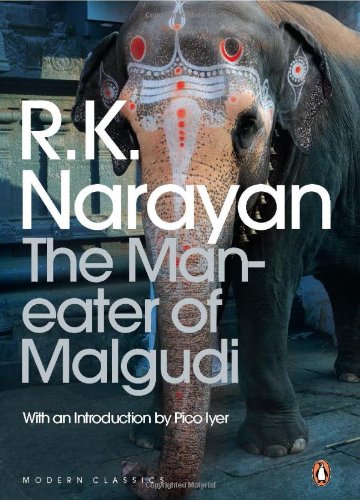 R.K.
Narayan
The Man-
eater of
Malgudi
With an Introduction by Pico Iyer
MODERN CLASSICS